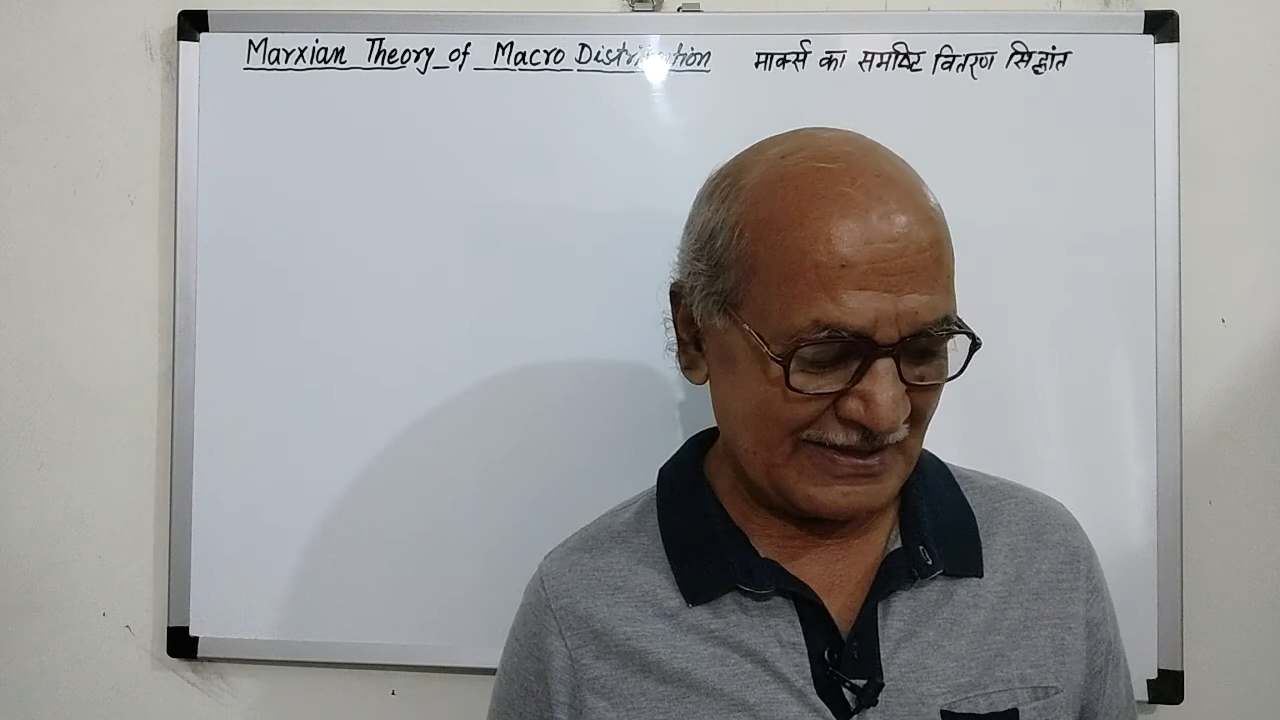 Marxian Theory of Macro Distribution मार्क्स का समष्टि वितरण सिद्धांत